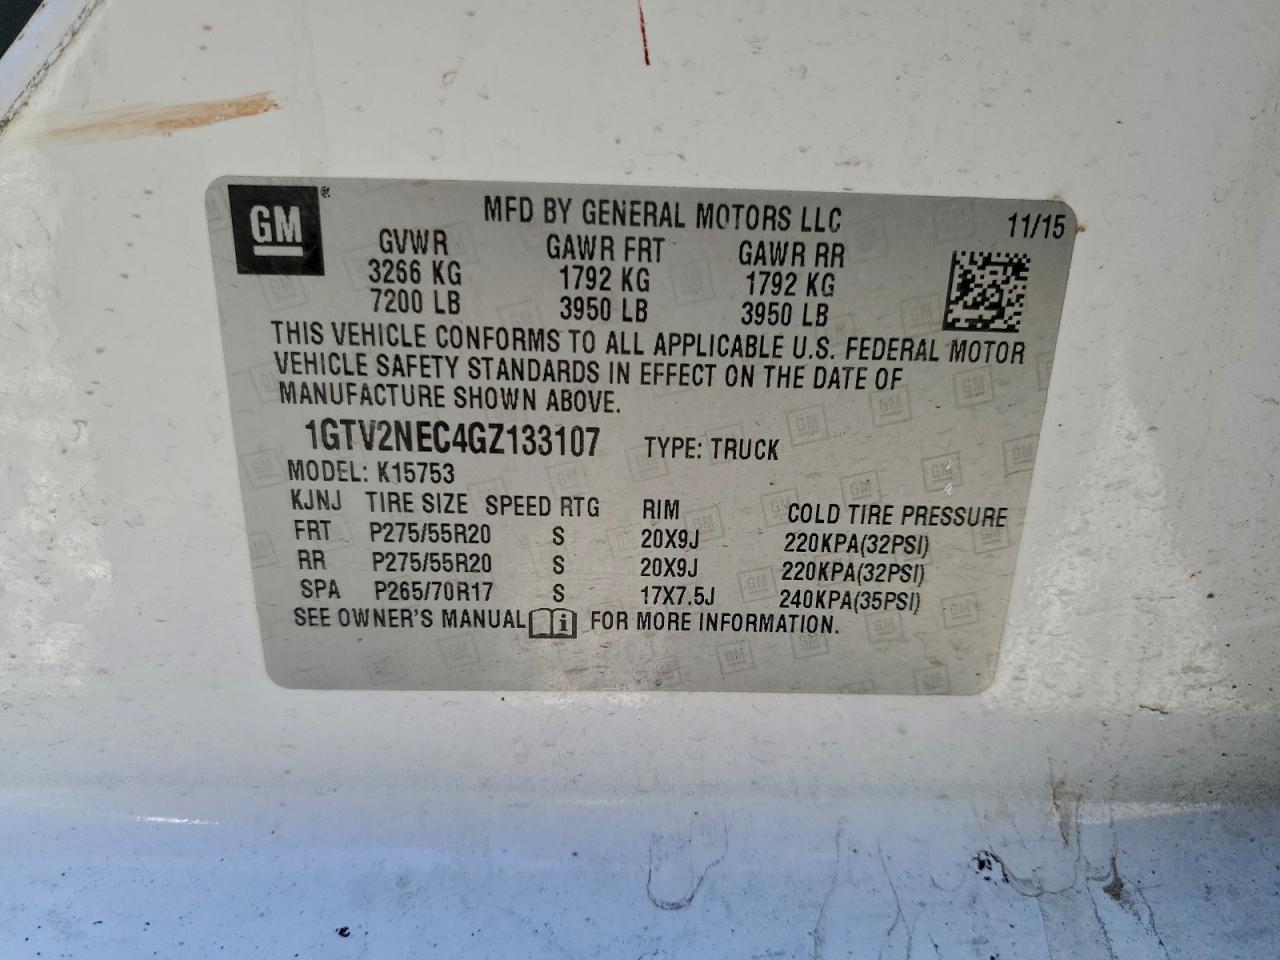 GM ®
MFD BY GENERAL MOTORS LLC 11/15
GVWR GAWR FRT GAWR RR
3266 KG 1792 KG 1792 KG
7200 LB 3950 LB 3950 LB
THIS VEHICLE CONFORMS TO ALL APPLICABLE U.S. FEDERAL MOTOR
VEHICLE SAFETY STANDARDS IN EFFECT ON THE DATE OF
MANUFACTURE SHOWN ABOVE.
1GTV2NEC4GZ133107 TYPE: TRUCK
MODEL: K15753
KJNJ TIRE SIZE SPEED RTG RIM COLD TIRE PRESSURE
FRT P275/55R20 S 20X9J 220KPA(32PSI)
RR P275/55R20 S 20X9J 220KPA(32PSI)
SPA P265/70R17 S 17X7.5J 240KPA(35PSI)
SEE OWNER'S MANUAL i FOR MORE INFORMATION.